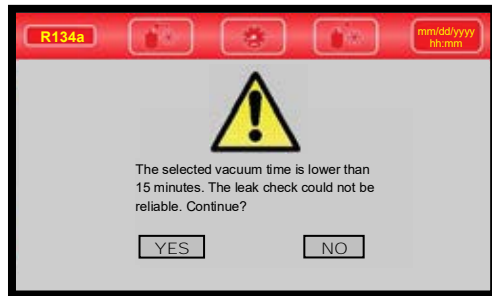 R134a
mm/dd/yyyy
hh:mm
The selected vacuum time is lower than
15 minutes. The leak check could not be
reliable. Continue?
YES
NO